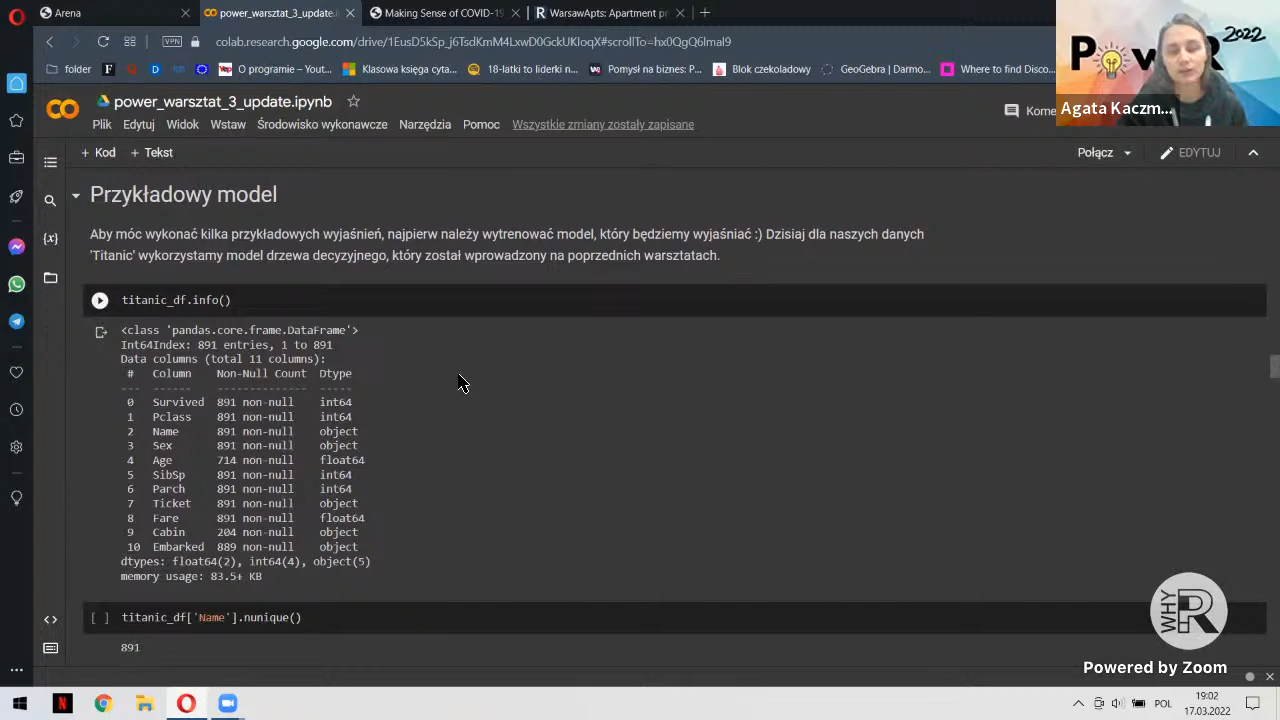 Arena
power_warsztat_3_update.i
Making Sense of COVID-19
WarsawApts: Apartment pr
VPN
colab.research.google.com/drive/1EusD5kSp_j6TsdKmM4LxwD0GckUKIoqX#scrollTo=hx0QgQ6lmal9
folder
O programie – Yout...
Klasowa księga cyta...
18-latki to liderki n...
Pomysł na biznes: P...
Blok czekoladowy
GeoGebra (Darmo...
Where to find Disco
power_warsztat_3_update.ipynb
Plik Edytuj Widok Wstaw Środowisko wykonawcze Narzędzia Pomoc Wszystkie zmiany zostały zapisane
Kome
2022
Agata Kaczm...
+ Kod + Tekst
Połącz
EDYTUJ
Przykładowy model
Aby móc wykonać kilka przykładowych wyjaśnień, najpierw należy wytrenować model, który będziemy wyjaśniać :) Dzisiaj dla naszych danych
'Titanic' wykorzystamy model drzewa decyzyjnego, który został wprowadzony na poprzednich warsztatach.
titanic_df.info()
<class 'pandas.core.frame.DataFrame'>
Int64Index: 891 entries, 1 to 891
Data columns (total 11 columns):
# Column Non-Null Count Dtype
--- ------ -------------- -----
0 Survived 891 non-null int64
1 Pclass 891 non-null int64
2 Name 891 non-null object
3 Sex 891 non-null object
4 Age 714 non-null float64
5 SibSp 891 non-null int64
6 Parch 891 non-null int64
7 Ticket 891 non-null object
8 Fare 891 non-null float64
9 Cabin 204 non-null object
10 Embarked 889 non-null object
dtypes: float64(2), int64(4), object(5)
memory usage: 83.5+ KB
[ ] titanic_df['Name'].nunique()
891
WHY R
Powered by Zoom
POL
19:02
17.03.2022